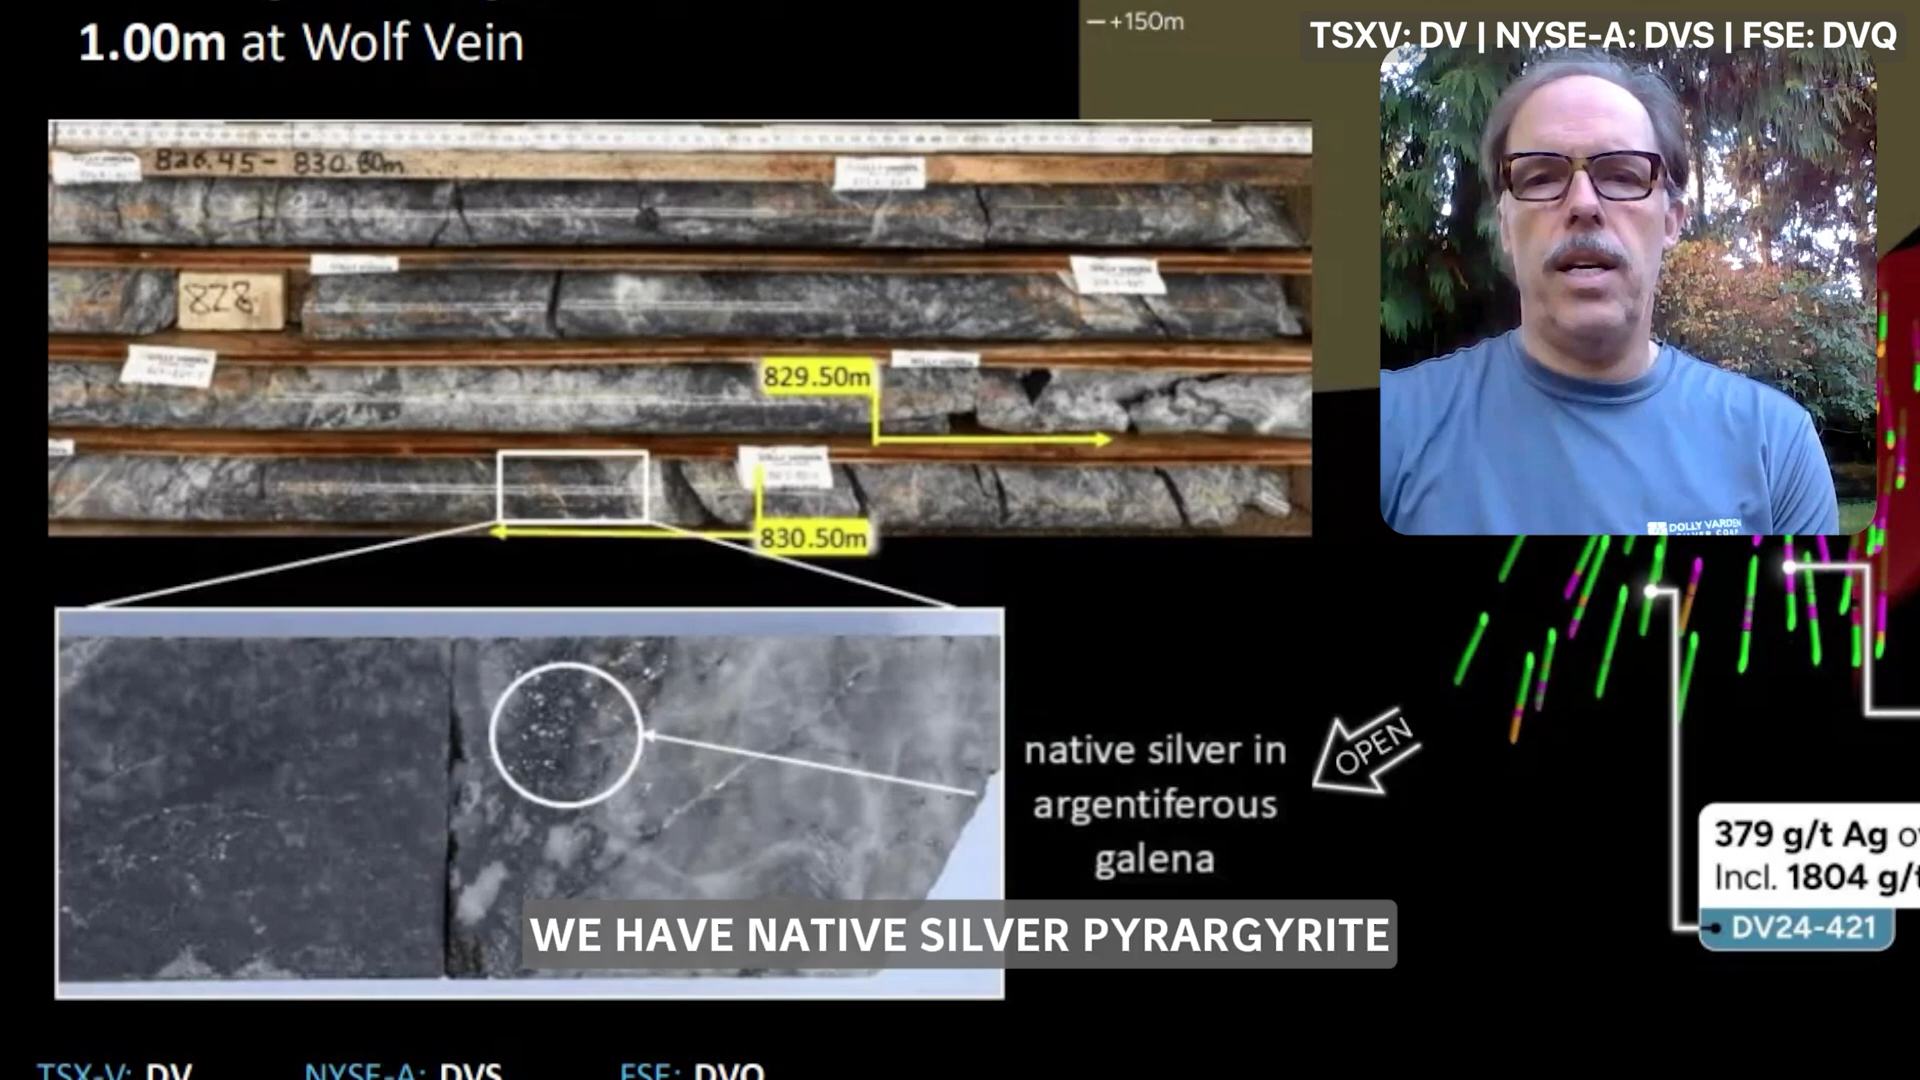 1.00m at Wolf Vein
+150m
TSXV: DV | NYSE-A: DVS | FSE: DVQ
826.45 - 830.80m
828
829.50m
830.50m
DOLLY VARDEN
SILVER CORP
native silver in
argentiferous
galena
OPEN
379 g/t Ag
Incl. 1804 g/t
DV24-421
WE HAVE NATIVE SILVER PYRARGYRITE
TSX-V: DV NYSE-A: DVS FSE: DVQ